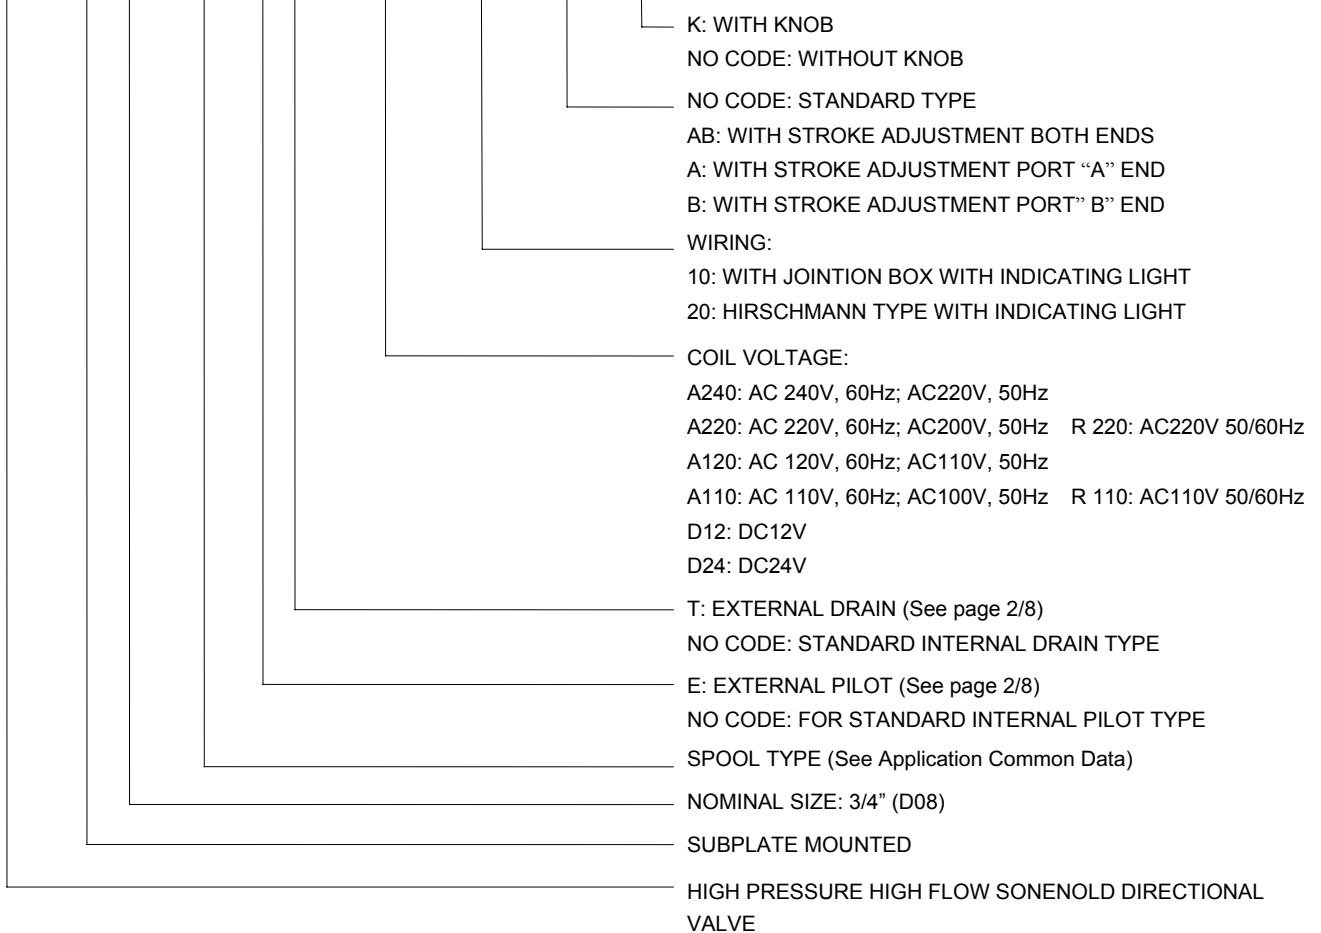 K: WITH KNOB
NO CODE: WITHOUT KNOB
NO CODE: STANDARD TYPE
AB: WITH STROKE ADJUSTMENT BOTH ENDS
A: WITH STROKE ADJUSTMENT PORT “A” END
B: WITH STROKE ADJUSTMENT PORT” B” END
WIRING:
10: WITH JOINTION BOX WITH INDICATING LIGHT
20: HIRSCHMANN TYPE WITH INDICATING LIGHT
COIL VOLTAGE:
A240: AC 240V, 60Hz; AC220V, 50Hz
A220: AC 220V, 60Hz; AC200V, 50Hz R 220: AC220V 50/60Hz
A120: AC 120V, 60Hz; AC110V, 50Hz
A110: AC 110V, 60Hz; AC100V, 50Hz R 110: AC110V 50/60Hz
D12: DC12V
D24: DC24V
T: EXTERNAL DRAIN (See page 2/8)
NO CODE: STANDARD INTERNAL DRAIN TYPE
E: EXTERNAL PILOT (See page 2/8)
NO CODE: FOR STANDARD INTERNAL PILOT TYPE
SPOOL TYPE (See Application Common Data)
NOMINAL SIZE: 3/4” (D08)
SUBPLATE MOUNTED
HIGH PRESSURE HIGH FLOW SONENOLD DIRECTIONAL
VALVE